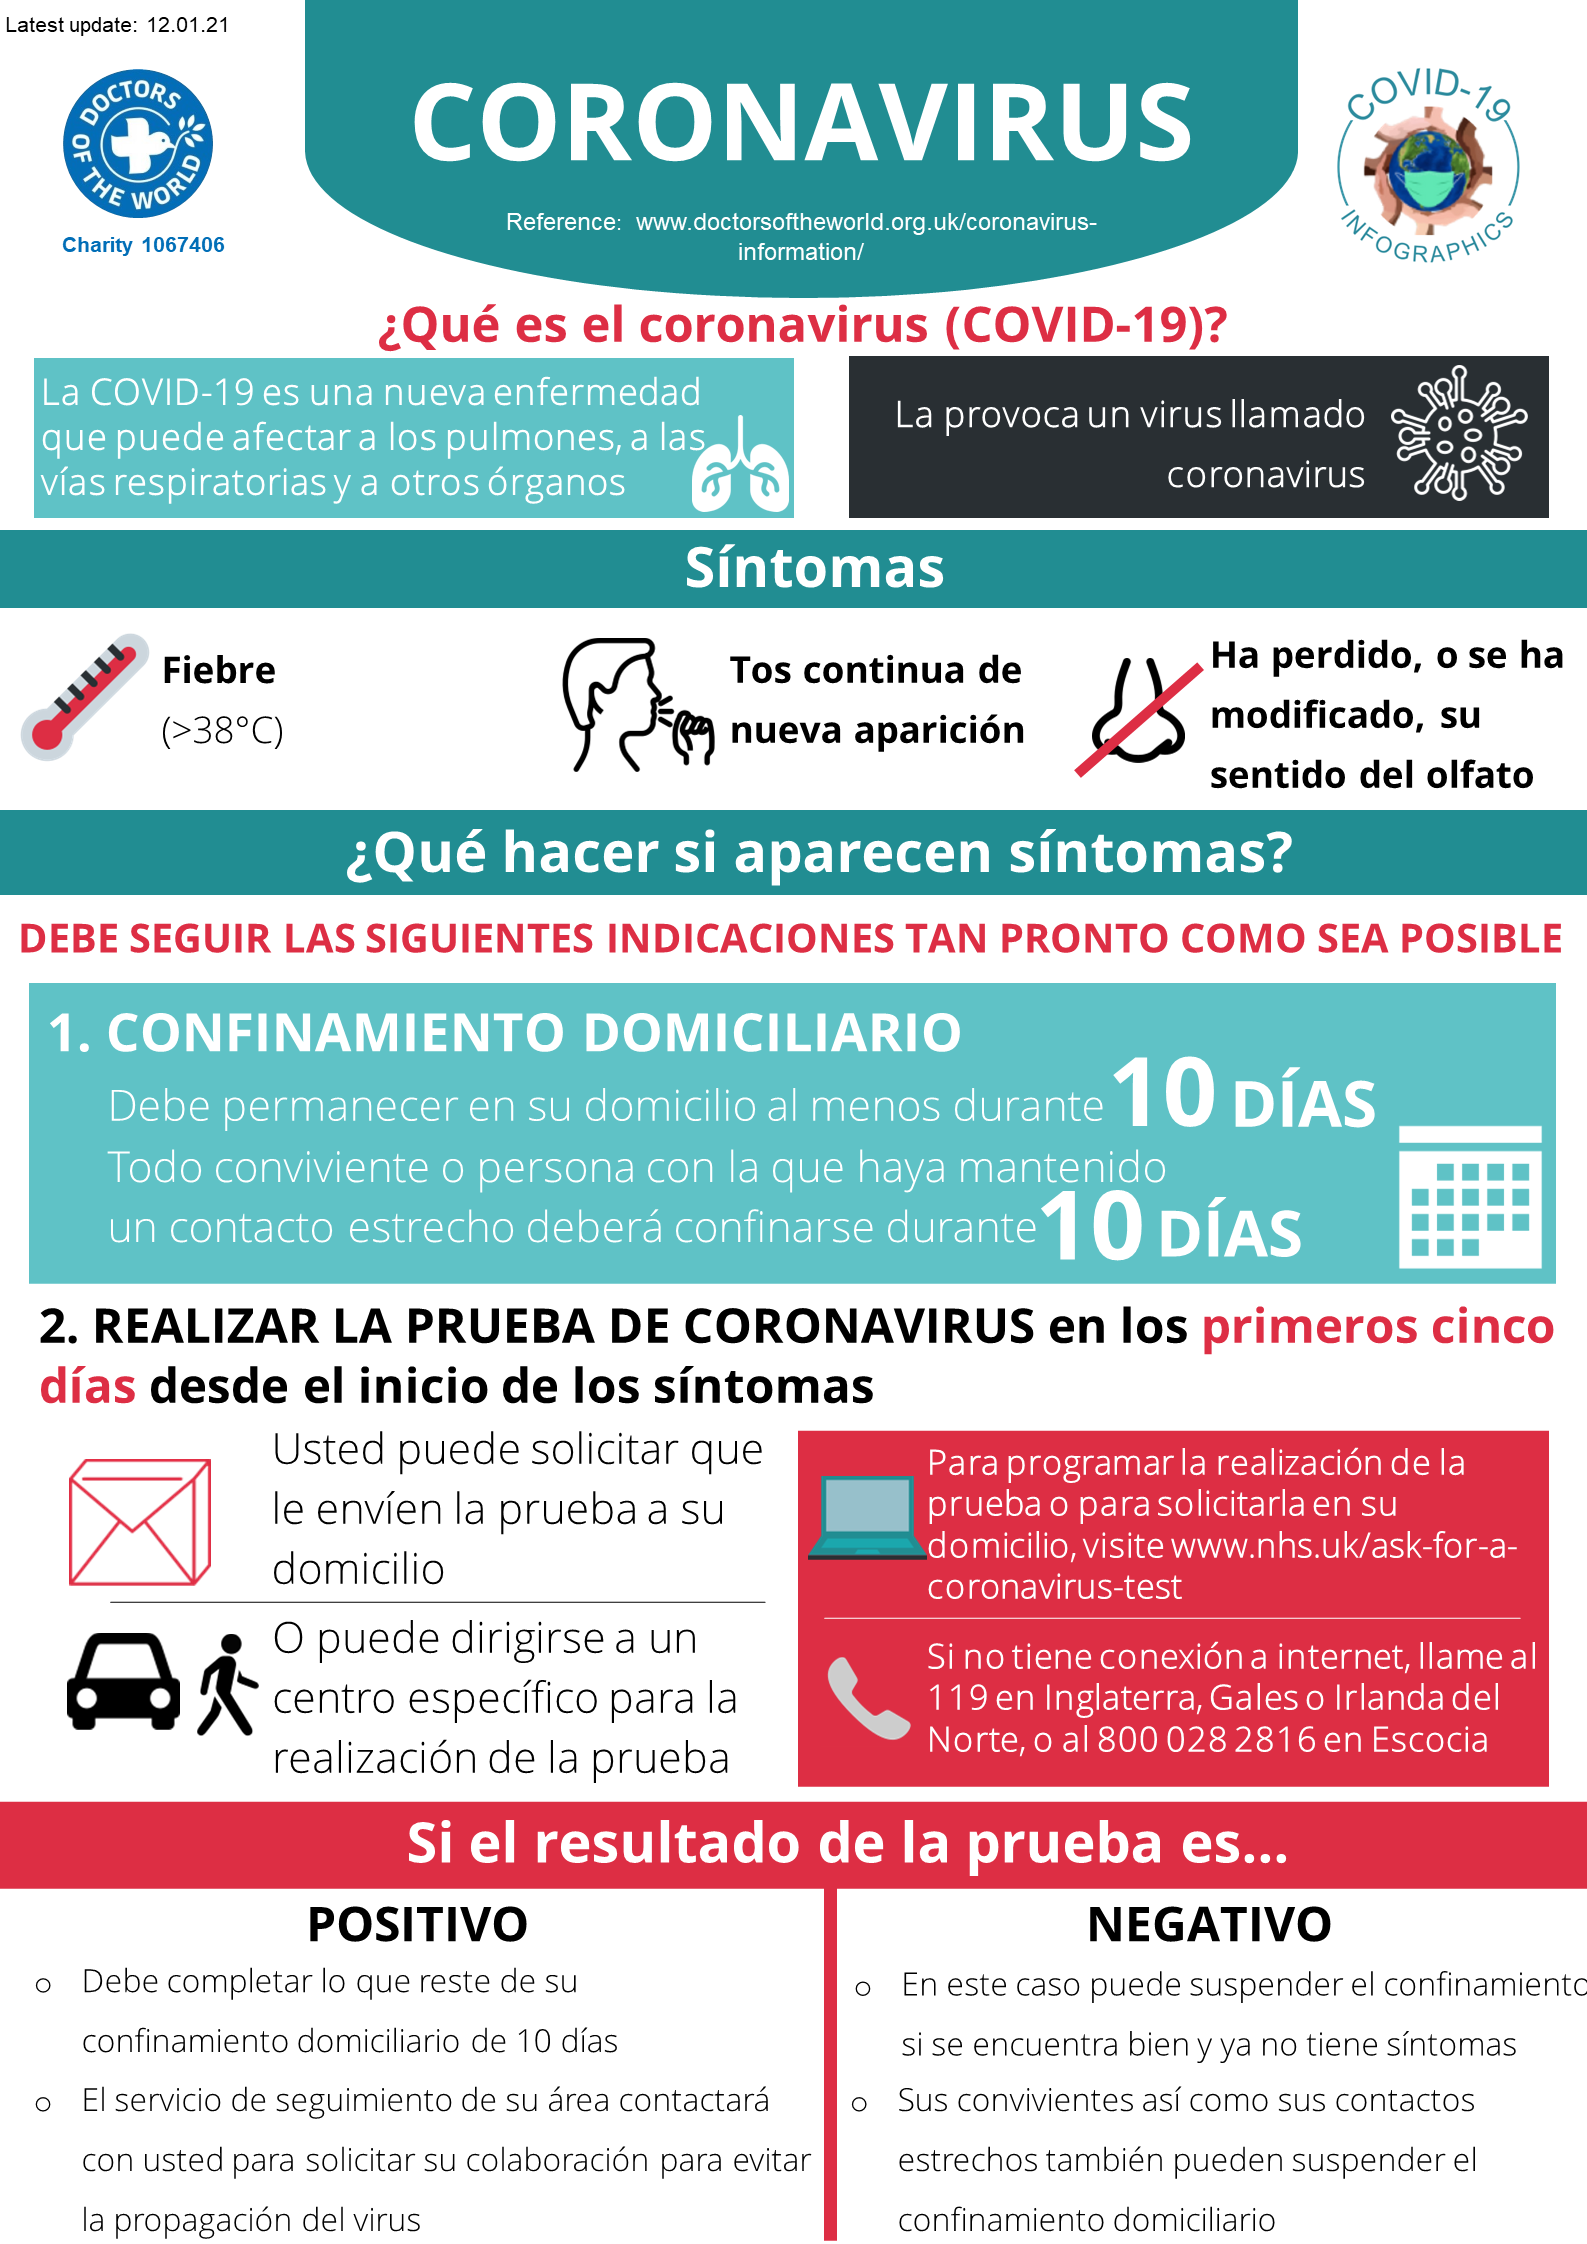 Latest update: 12.01.21
DOCTORS
OF THE WORLD
Charity 1067406
CORONAVIRUS
Reference: www.doctorsoftheworld.org.uk/coronavirus-
information/
COVID-19
INFOGRAPHICS
¿Qué es el coronavirus (COVID-19)?
La COVID-19 es una nueva enfermedad
que puede afectar a los pulmones, a las
vías respiratorias y a otros órganos
La provoca un virus llamado
coronavirus
Síntomas
Fiebre
(>38°C)
Tos continua de
nueva aparición
Ha perdido, o se ha
modificado, su
sentido del olfato
¿Qué hacer si aparecen síntomas?
DEBE SEGUIR LAS SIGUIENTES INDICACIONES TAN PRONTO COMO SEA POSIBLE
1. CONFINAMIENTO DOMICILIARIO
Debe permanecer en su domicilio al menos durante 10 DÍAS
Todo conviviente o persona con la que haya mantenido
un contacto estrecho deberá confinarse durante 10 DÍAS
2. REALIZAR LA PRUEBA DE CORONAVIRUS en los primeros cinco
días desde el inicio de los síntomas
Usted puede solicitar que
le envíen la prueba a su
domicilio
O puede dirigirse a un
centro específico para la
realización de la prueba
Para programar la realización de la
prueba o para solicitarla en su
domicilio, visite www.nhs.uk/ask-for-a-
coronavirus-test
Si no tiene conexión a internet, llame al
119 en Inglaterra, Gales o Irlanda del
Norte, o al 800 028 2816 en Escocia
Si el resultado de la prueba es...
POSITIVO
o Debe completar lo que reste de su
confinamiento domiciliario de 10 días
o El servicio de seguimiento de su área contactará
con usted para solicitar su colaboración para evitar
la propagación del virus
NEGATIVO
o En este caso puede suspender el confinamiento
si se encuentra bien y ya no tiene síntomas
o Sus convivientes así como sus contactos
estrechos también pueden suspender el
confinamiento domiciliario